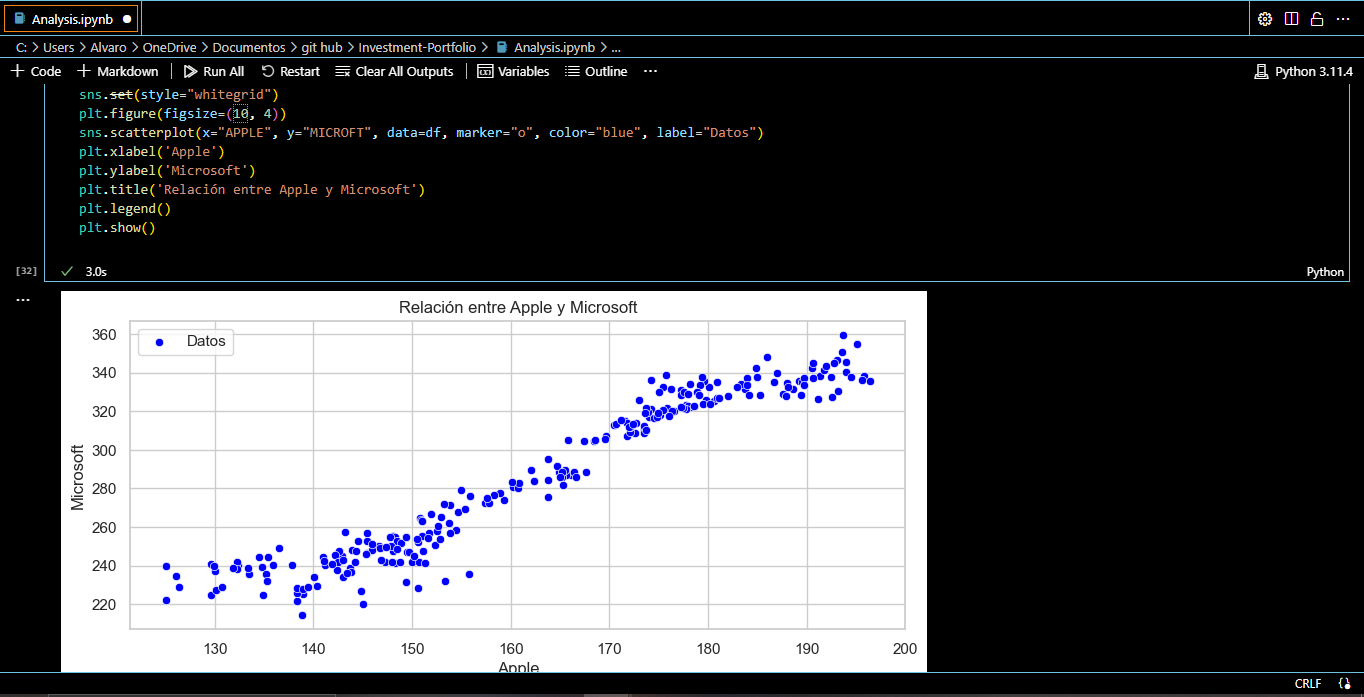 Analysis.ipynb
C: > Users > Alvaro > OneDrive > Documentos > git hub > Investment-Portfolio > Analysis.ipynb > ...
+ Code + Markdown | Run All Restart Clear All Outputs | Variables Outline ... Python 3.11.4
sns.set(style="whitegrid")
plt.figure(figsize=(10, 4))
sns.scatterplot(x="APPLE", y="MICROFT", data=df, marker="o", color="blue", label="Datos")
plt.xlabel('Apple')
plt.ylabel('Microsoft')
plt.title('Relación entre Apple y Microsoft')
plt.legend()
plt.show()
[32] ✓ 3.0s Python
...
Relación entre Apple y Microsoft
Datos
360
340
320
300
280
260
240
220
Microsoft
130 140 150 160 170 180 190 200
Apple
CRLF {}